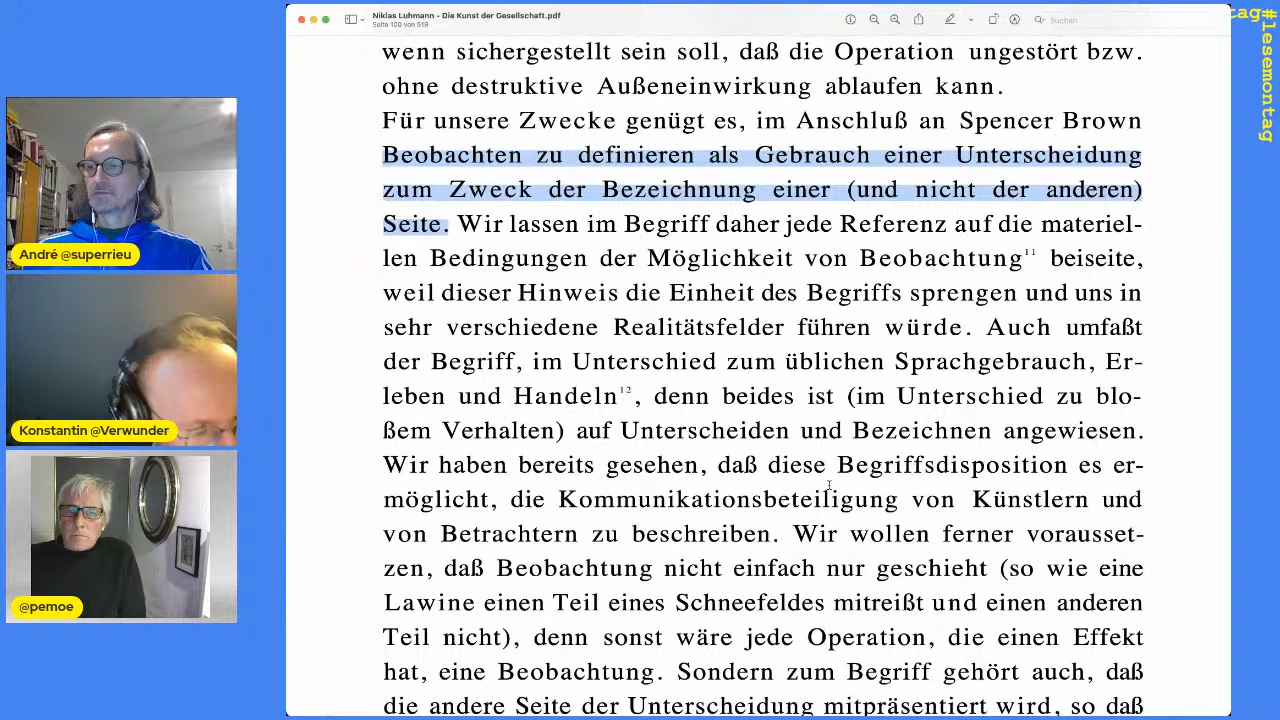 Niklas Luhmann - Die Kunst der Gesellschaft.pdf
Seite 100 von 519
Suchen
wenn sichergestellt sein soll, daß die Operation ungestört bzw.
ohne destruktive Außeneinwirkung ablaufen kann.
Für unsere Zwecke genügt es, im Anschluß an Spencer Brown
Beobachten zu definieren als Gebrauch einer Unterscheidung
zum Zweck der Bezeichnung einer (und nicht der anderen)
Seite. Wir lassen im Begriff daher jede Referenz auf die materiel-
len Bedingungen der Möglichkeit von Beobachtung¹¹ beiseite,
weil dieser Hinweis die Einheit des Begriffs sprengen und uns in
sehr verschiedene Realitätsfelder führen würde. Auch umfaßt
der Begriff, im Unterschied zum üblichen Sprachgebrauch, Er-
leben und Handeln¹², denn beides ist (im Unterschied zu blo-
ßem Verhalten) auf Unterscheiden und Bezeichnen angewiesen.
Wir haben bereits gesehen, daß diese Begriffsdisposition es er-
möglicht, die Kommunikationsbeteiligung von Künstlern und
von Betrachtern zu beschreiben. Wir wollen ferner vorausset-
zen, daß Beobachtung nicht einfach nur geschieht (so wie eine
Lawine einen Teil eines Schneefeldes mitreißt und einen anderen
Teil nicht), denn sonst wäre jede Operation, die einen Effekt
hat, eine Beobachtung. Sondern zum Begriff gehört auch, daß
die andere Seite der Unterscheidung mitpräsentiert wird, so daß
André @superrieu
Konstantin @Verwunder
@pemoe
tag
#lesemontag